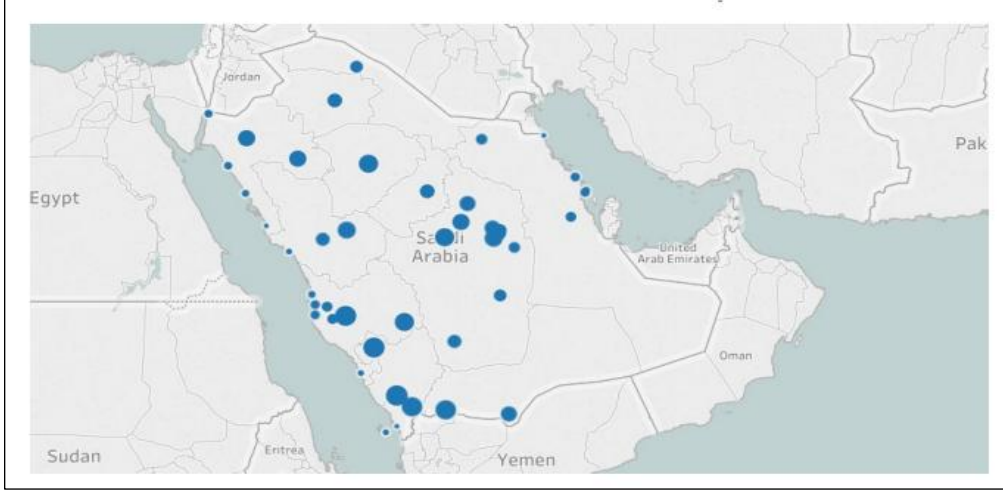 Jordan
Pak
Egypt
Saudi
Arabia
United
Arab Emirates
Oman
Sudan
Eritrea
Yemen